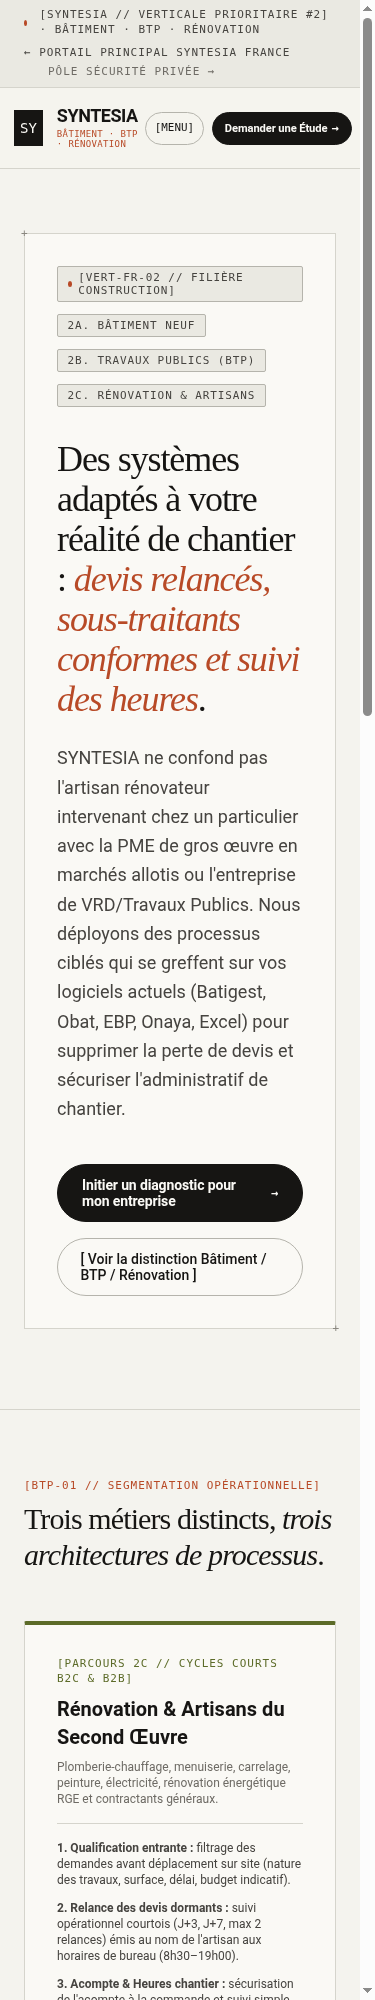 [SYNTESIA // VERTICALE PRIORITAIRE #2]
· BÂTIMENT · BTP · RÉNOVATION
← PORTAIL PRINCIPAL SYNTESIA FRANCE
PÔLE SÉCURITÉ PRIVÉE →
SY
SYNTESIA
BÂTIMENT · BTP
· RÉNOVATION
[MENU]
Demander une Étude →
[VERT-FR-02 // FILIÈRE
CONSTRUCTION]
2A. BÂTIMENT NEUF
2B. TRAVAUX PUBLICS (BTP)
2C. RÉNOVATION & ARTISANS
Des systèmes
adaptés à votre
réalité de chantier
: devis relancés,
sous-traitants
conformes et suivi
des heures.
SYNTESIA ne confond pas
l'artisan rénovateur
intervenant chez un particulier
avec la PME de gros œuvre en
marchés allotis ou l'entreprise
de VRD/Travaux Publics. Nous
déployons des processus
ciblés qui se greffent sur vos
logiciels actuels (Batigest,
Obat, EBP, Onaya, Excel) pour
supprimer la perte de devis et
sécuriser l'administratif de
chantier.
Initier un diagnostic pour
mon entreprise →
[ Voir la distinction Bâtiment /
BTP / Rénovation ]
[BTP-01 // SEGMENTATION OPÉRATIONNELLE]
Trois métiers distincts, trois
architectures de processus.
[PARCOURS 2C // CYCLES COURTS
B2C & B2B]
Rénovation & Artisans du
Second Œuvre
Plomberie-chauffage, menuiserie, carrelage,
peinture, électricité, rénovation énergétique
RGE et contractants généraux.
1. Qualification entrante : filtrage des
demandes avant déplacement sur site (nature
des travaux, surface, délai, budget indicatif).
2. Relance des devis dormants : suivi
opérationnel courtois (J+3, J+7, max 2
relances) émis au nom de l'artisan aux
horaires de bureau (8h30–19h00).
3. Acompte & Heures chantier : sécurisation
de l'acompte à la commande et suivi simple